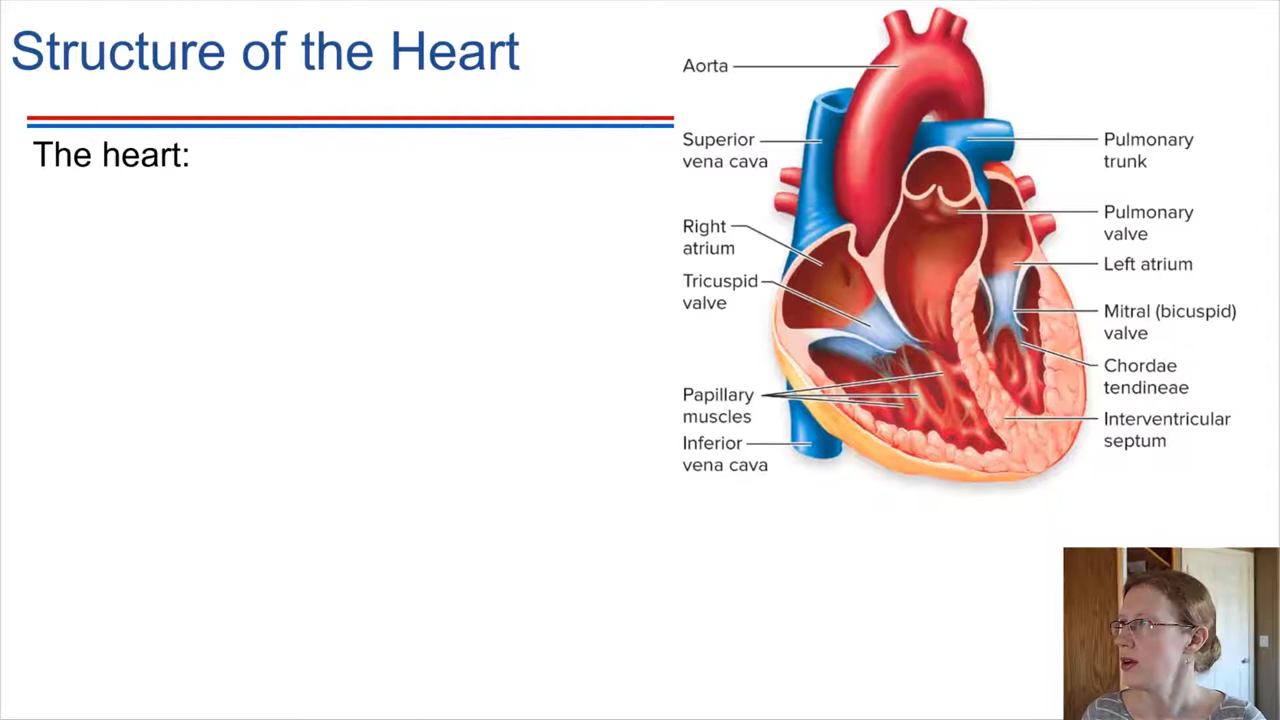 Structure of the Heart
The heart:
Aorta
Superior
vena cava
Right
atrium
Tricuspid
valve
Papillary
muscles
Inferior
vena cava
Pulmonary
trunk
Pulmonary
valve
Left atrium
Mitral (bicuspid)
valve
Chordae
tendineae
Interventricular
septum